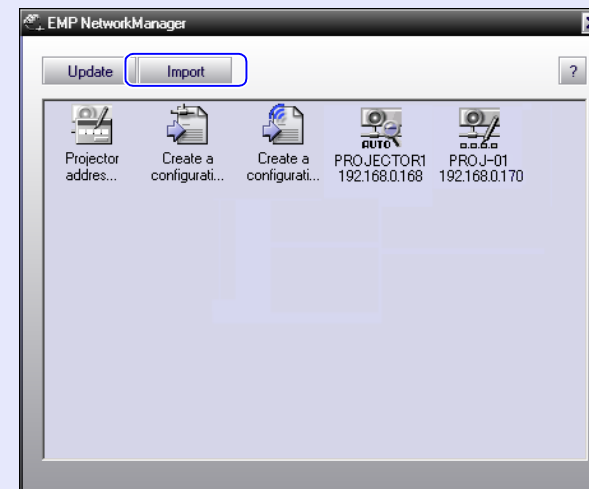 EMP NetworkManager
Update
Import
?
Projector
addres...
Create a
configurati...
Create a
configurati...
AUTO
PROJECTOR1
192.168.0.168
PROJ-01
192.168.0.170